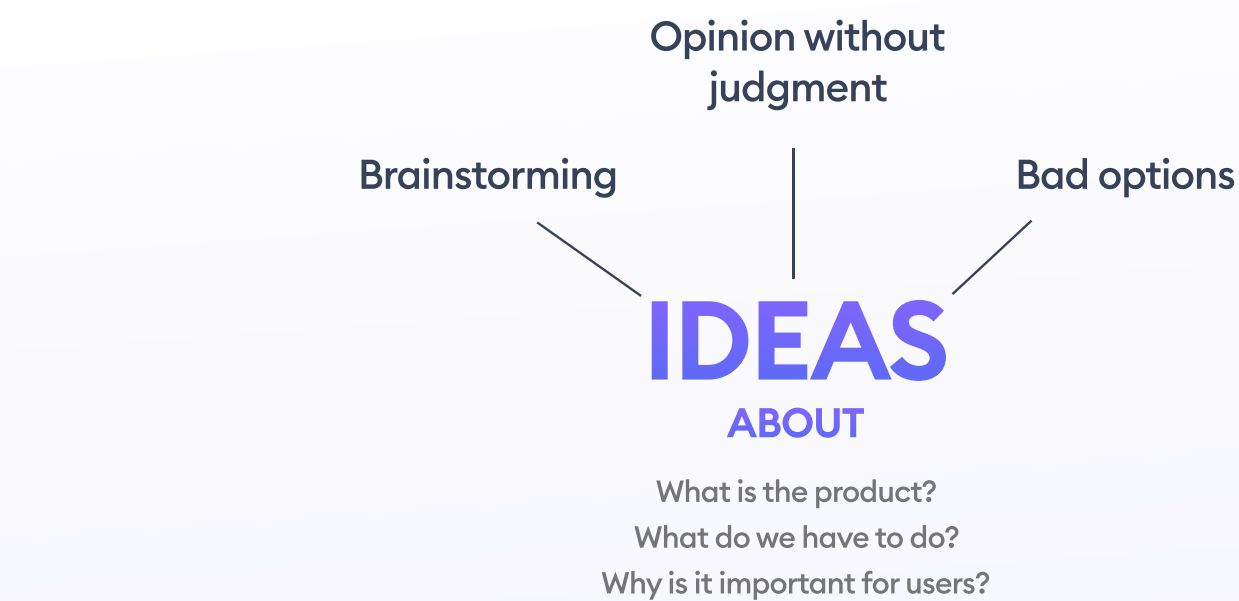 Opinion without
judgment
Brainstorming
Bad options
IDEAS
ABOUT
What is the product?
What do we have to do?
Why is it important for users?